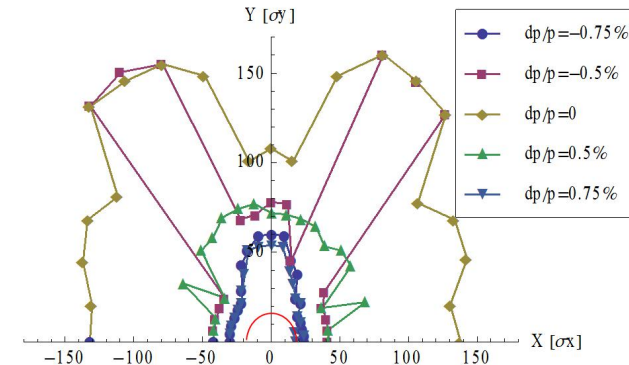 Y [σy]
dp/p=−0.75%
dp/p=−0.5%
dp/p=0
dp/p=0.5%
dp/p=0.75%
150
100
50
X [σx]
−150 −100 −50 0 50 100 150